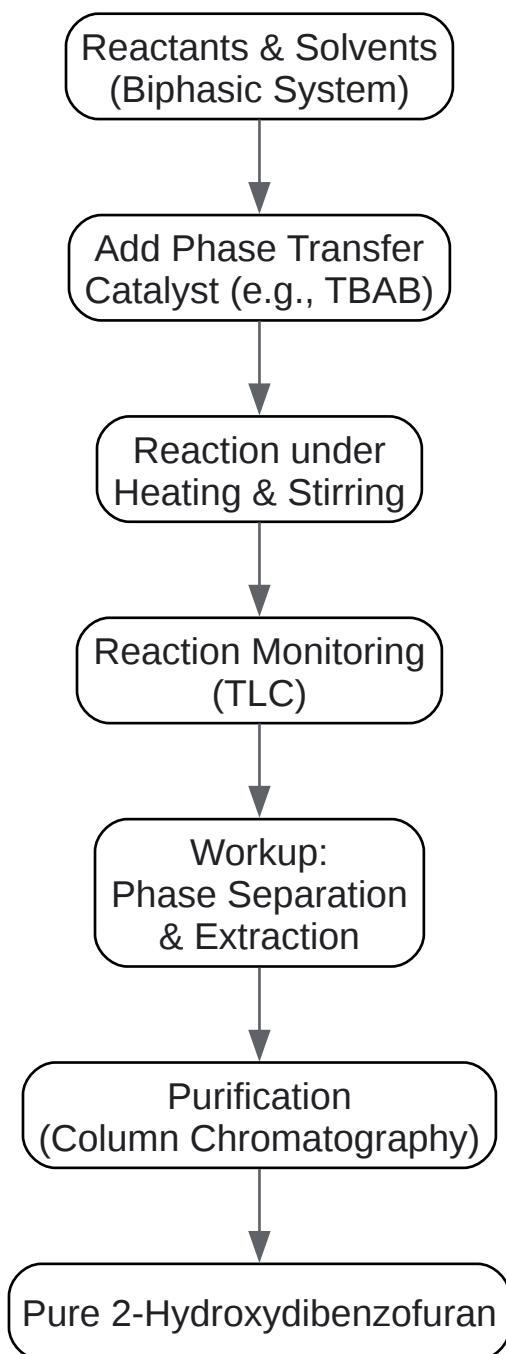 Reactants & Solvents
(Biphasic System)
Add Phase Transfer
Catalyst (e.g., TBAB)
Reaction under
Heating & Stirring
Reaction Monitoring
(TLC)
Workup:
Phase Separation
& Extraction
Purification
(Column Chromatography)
Pure 2-Hydroxydibenzofuran